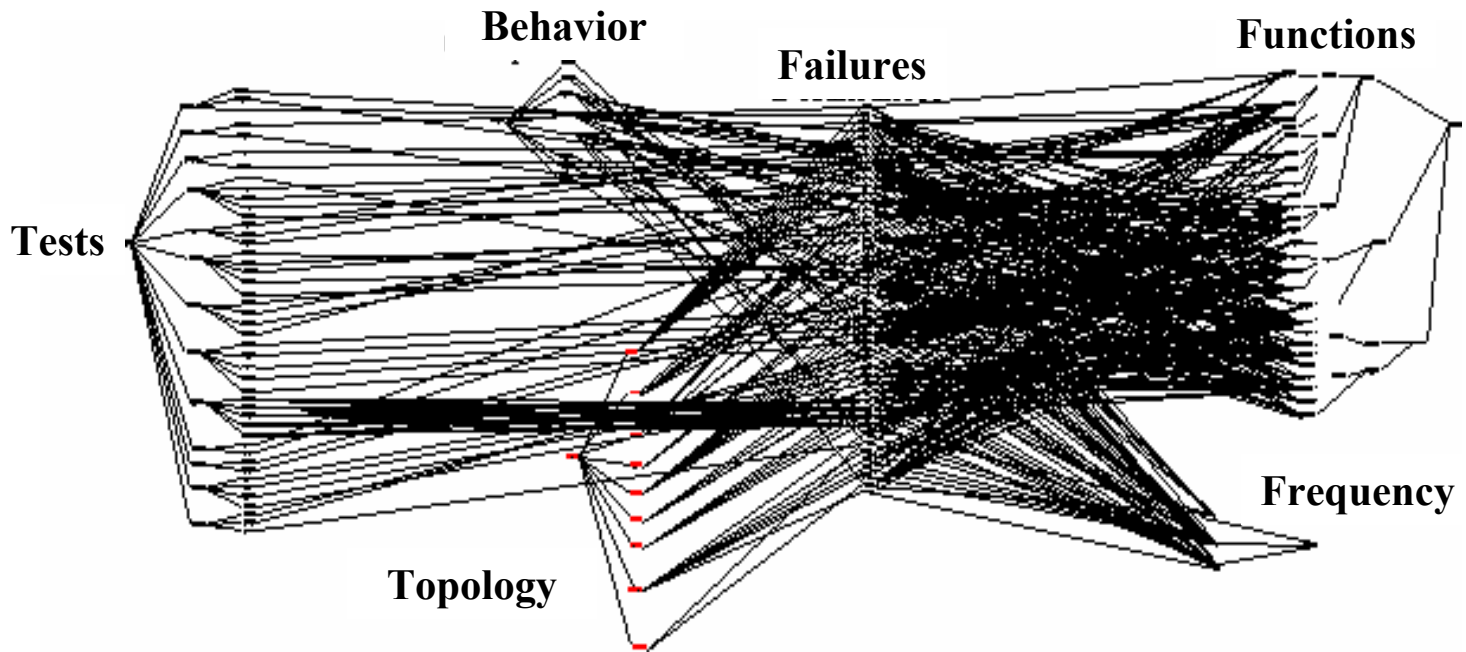 Behavior
Failures
Functions
Tests
Topology
Frequency